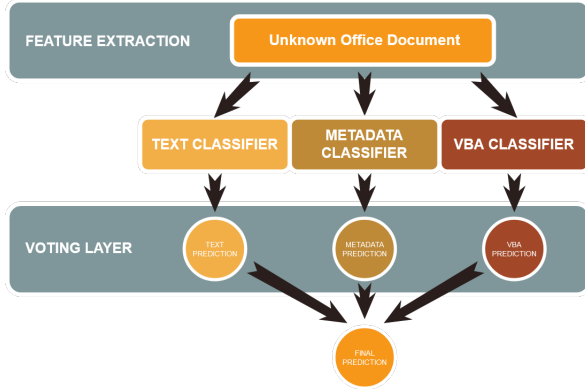 FEATURE EXTRACTION
Unknown Office Document
TEXT CLASSIFIER
METADADA
CLASSIFIER
VBA CLASSIFIER
VOTING LAYER
TEXT
PREDICTION
METADATA
PREDICTION
VBA
PREDICTION
FINAL
PREDICTION